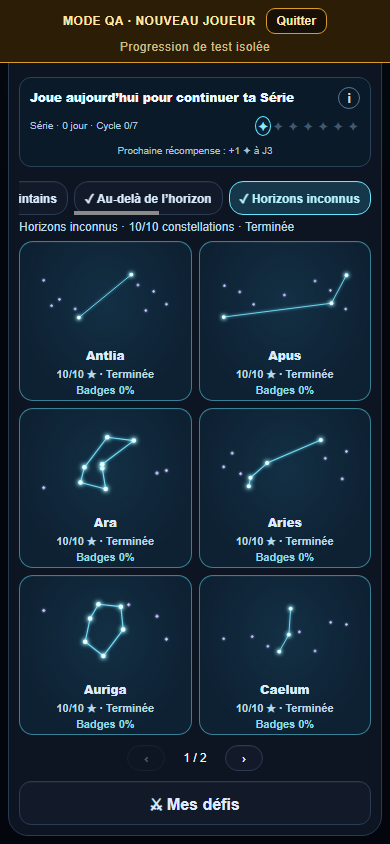 MODE QA · NOUVEAU JOUEUR Quitter
Progression de test isolée
Joue aujourd’hui pour continuer ta Série i
Série · 0 jour · Cycle 0/7
Prochaine récompense : +1 ✦ à J3
intains ✓ Au-delà de l’horizon ✓ Horizons inconnus
Horizons inconnus · 10/10 constellations · Terminée
Antlia
10/10 ★ · Terminée
Badges 0%
Apus
10/10 ★ · Terminée
Badges 0%
Ara
10/10 ★ · Terminée
Badges 0%
Aries
10/10 ★ · Terminée
Badges 0%
Auriga
10/10 ★ · Terminée
Badges 0%
Caelum
10/10 ★ · Terminée
Badges 0%
‹ 1 / 2 ›
⚔ Mes défis